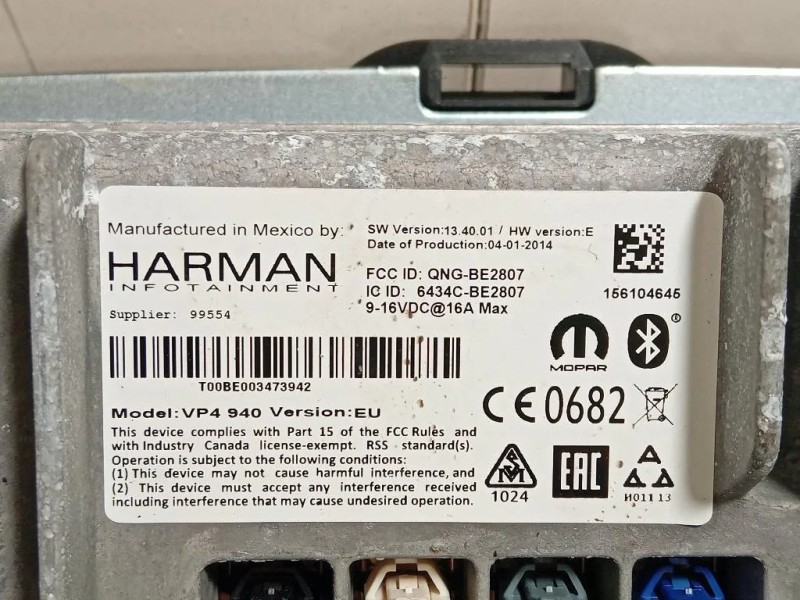 Manufactured in Mexico by:
HARMAN
INFOTAINMENT
Supplier: 99554
SW Version:13.40.01 / HW version:E
Date of Production:04-01-2014
FCC ID: QNG-BE2807
IC ID: 6434C-BE2807
9-16VDC@16A Max
156104645
T00BE003473942
MOPAR
®
Model:VP4 940 Version:EU
CE0682
This device complies with Part 15 of the FCC Rules and
with Industry Canada license-exempt. RSS standard(s).
Operation is subject to the following conditions:
(1) This device may not cause harmful interference, and
(2) This device must accept any interference received
including interference that may cause undesired operation.
1024
EAC
И011 13